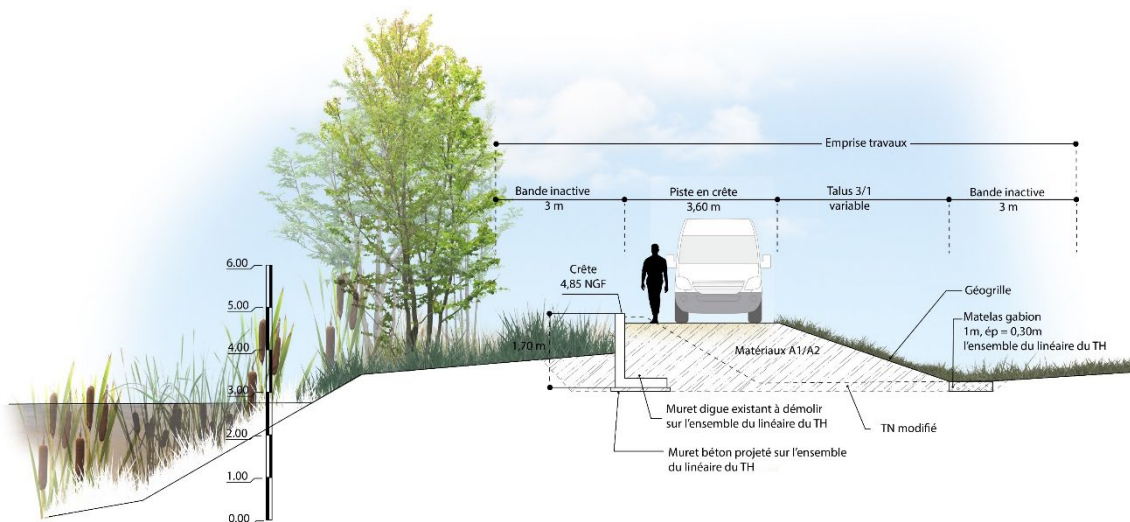 Emprise travaux
Bande inactive
3 m
Piste en crête
3,60 m
Talus 3/1
variable
Bande inactive
3 m
6.00
5.00
4.00
3.00
2.00
1.00
0.00
Crête
4,85 NGF
1,70 m
Géogrille
Matelas gabion
1m, ép = 0,30m
l'ensemble du linéaire du TH
Matériaux A1/A2
Muret digue existant à démolir
sur l'ensemble du linéaire du TH
TN modifié
Muret béton projeté sur l'ensemble
du linéaire du TH